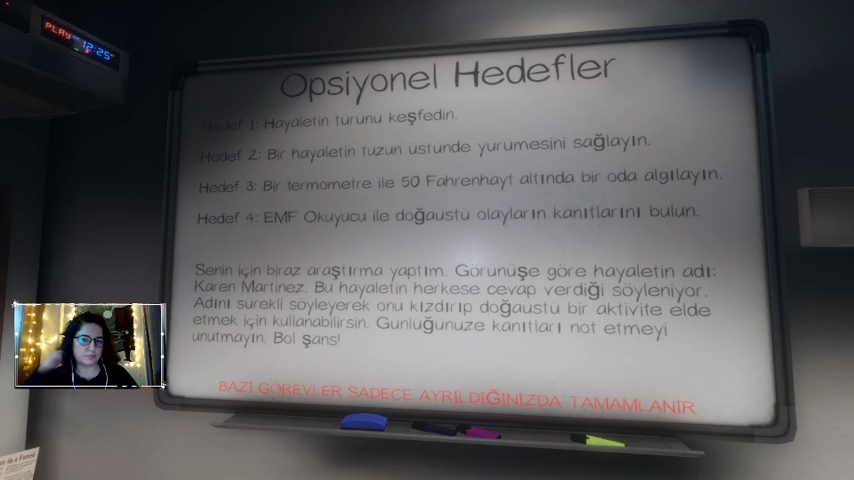 PLAY 12:25
Opsiyonel Hedefler
Hedef 1: Hayaletin turunu keşfedin.
Hedef 2: Bir hayaletin tuzun üstünde yürümesini sağlayın.
Hedef 3: Bir termometre ile 50 Fahrenhayt altında bir oda algılayın.
Hedef 4: EMF Okuyucu ile doğaüstü olayların kanıtlarını bulun.
Senin için biraz araştırma yaptım. Görünüşe göre hayaletin adı:
Karen Martinez. Bu hayaletin herkese cevap verdiği söyleniyor.
Adını sürekli söyleyerek onu kızdırıp doğaüstü bir aktivite elde
etmek için kullanabilirsin. Günlüğünüze kanıtları not etmeyi
unutmayın. Bol şans!
BAZI GÖREVLER SADECE AYRILDIĞINIZDA TAMAMLANIR.